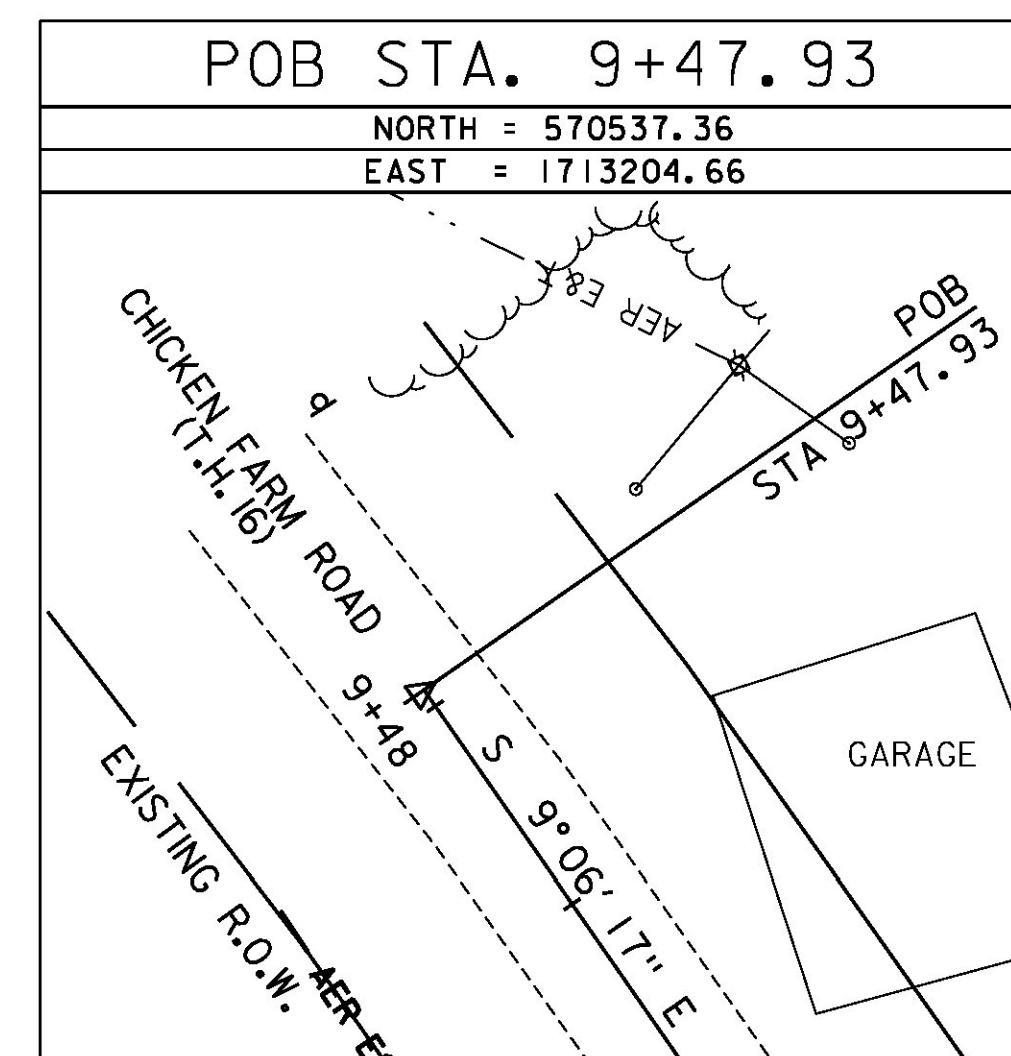 POB STA. 9+47.93
NORTH = 570537.36
EAST = 1713204.66
AER E&
POB
STA 9+47.93
CHICKEN FARM ROAD
(T.H. 16)
9+48
S 9°06' 17" E
GARAGE
EXISTING R.O.W.
AER